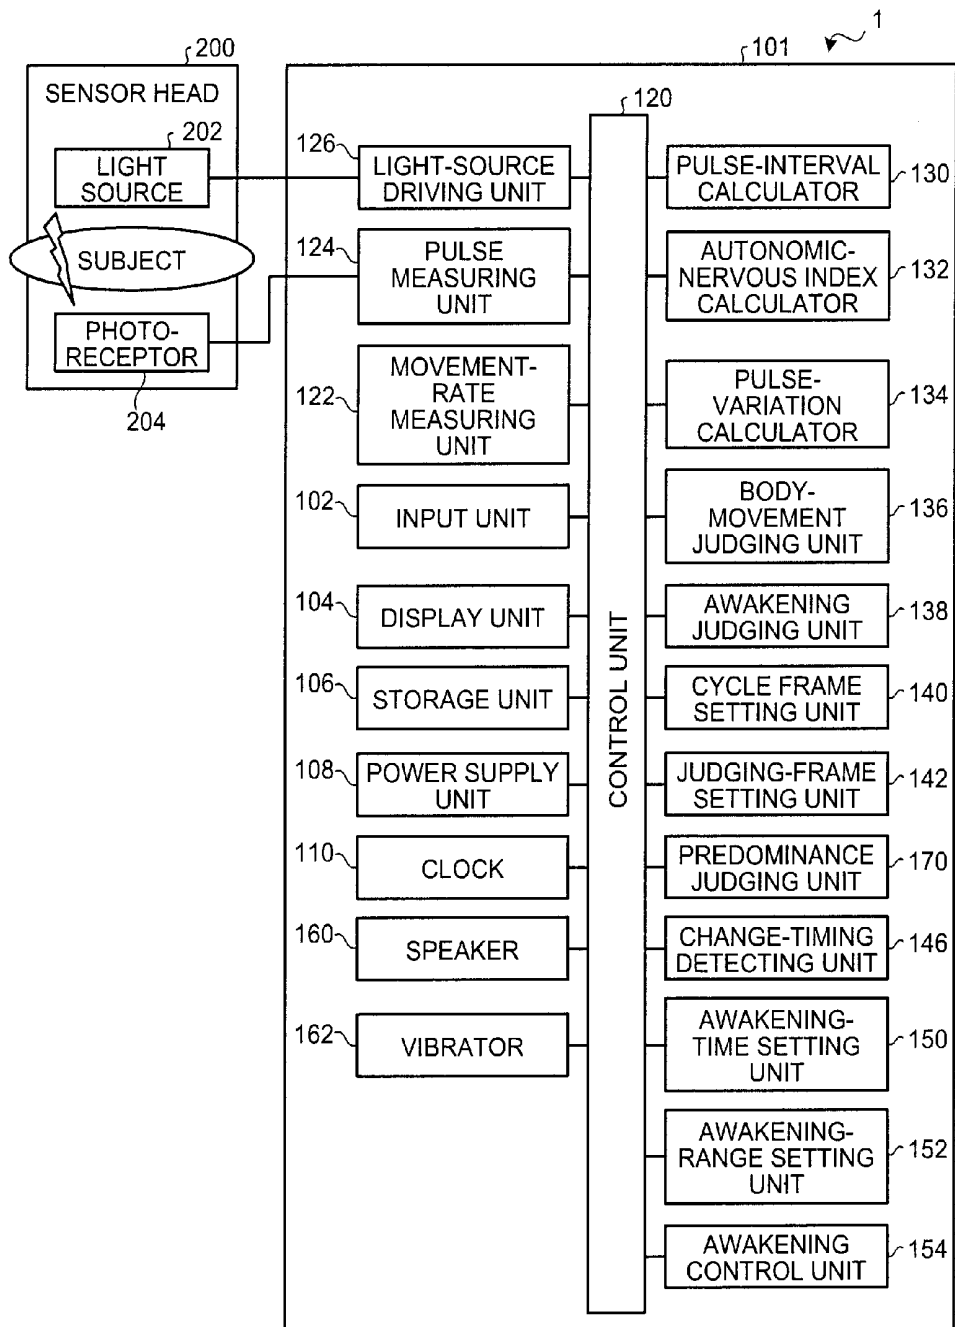 1
200
101
SENSOR HEAD
202
LIGHT
SOURCE
SUBJECT
PHOTO-
RECEPTOR
204
120
CONTROL UNIT
126
LIGHT-SOURCE
DRIVING UNIT
124
PULSE
MEASURING
UNIT
122
MOVEMENT-
RATE
MEASURING
UNIT
102
INPUT UNIT
104
DISPLAY UNIT
106
STORAGE UNIT
108
POWER SUPPLY
UNIT
110
CLOCK
160
SPEAKER
162
VIBRATOR
PULSE-INTERVAL
CALCULATOR
130
AUTONOMIC-
NERVOUS INDEX
CALCULATOR
132
PULSE-
VARIATION
CALCULATOR
134
BODY-
MOVEMENT
JUDGING UNIT
136
AWAKENING
JUDGING UNIT
138
CYCLE FRAME
SETTING UNIT
140
JUDGING-FRAME
SETTING UNIT
142
PREDOMINANCE
JUDGING UNIT
170
CHANGE-TIMING
DETECTING UNIT
146
AWAKENING-
TIME SETTING
UNIT
150
AWAKENING-
RANGE SETTING
UNIT
152
AWAKENING
CONTROL UNIT
154